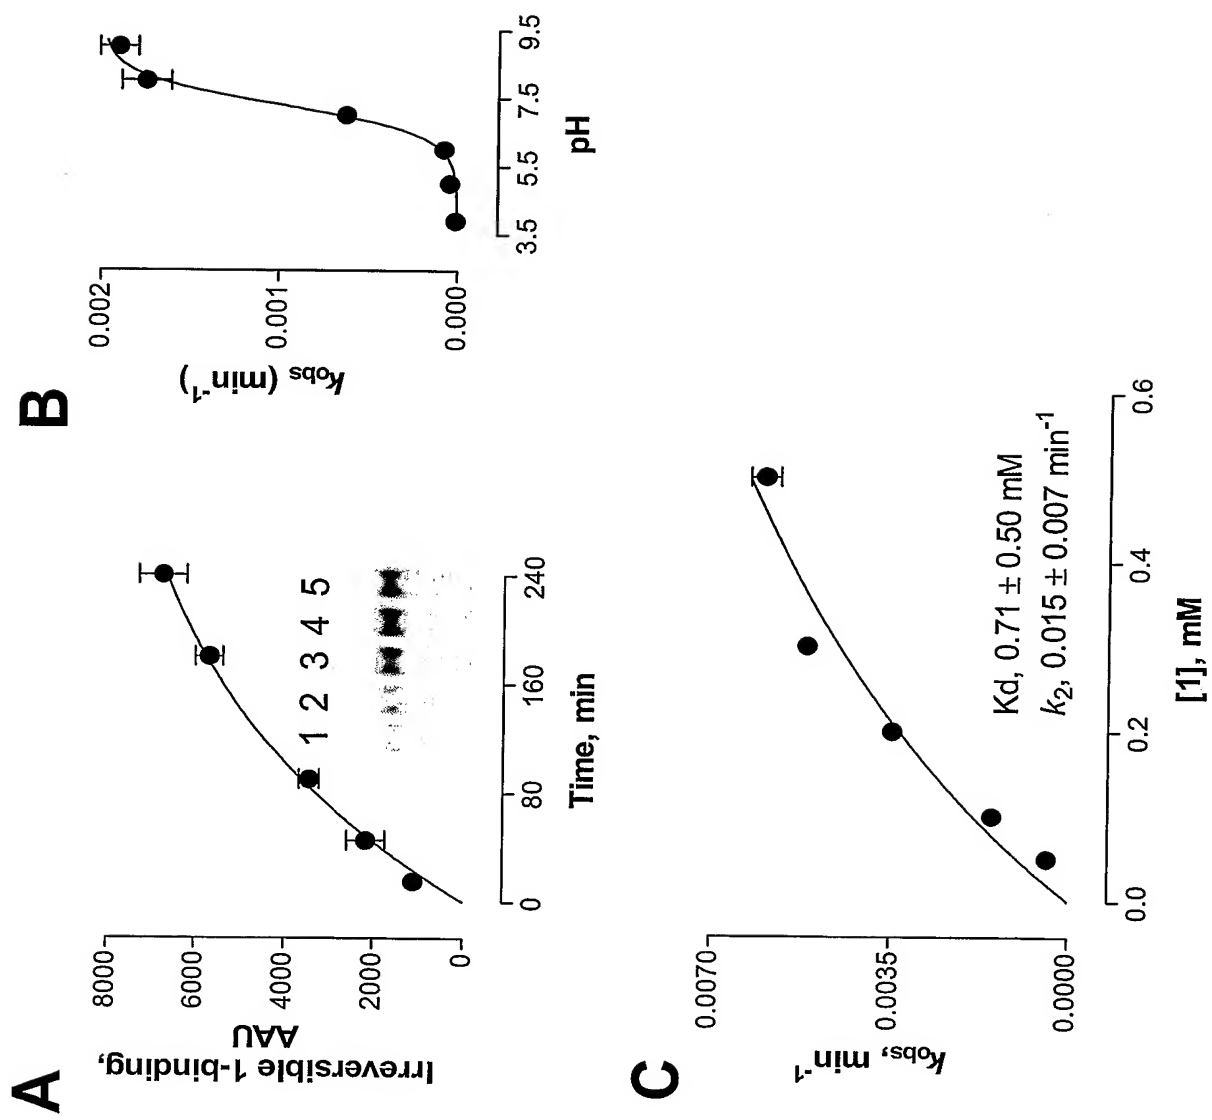 A
Irreversible 1-binding,
AAU
8000
6000
4000
2000
0
1 2 3 4 5
0 80 160 240
Time, min
B
kobs (min-1)
0.002
0.001
0.000
3.5 5.5 7.5 9.5
pH
C
kobs, min-1
0.0070
0.0035
0.0000
Kd, 0.71 ± 0.50 mM
k2, 0.015 ± 0.007 min-1
0.0 0.2 0.4 0.6
[1], mM